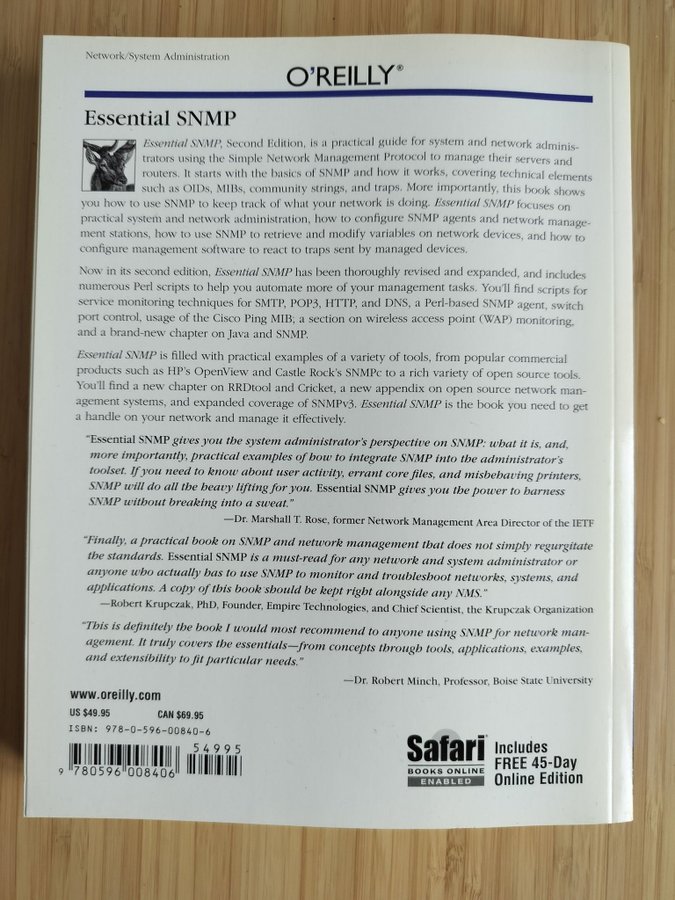 Network/System Administration
O'REILLY®
Essential SNMP
Essential SNMP, Second Edition, is a practical guide for system and network adminis-
trators using the Simple Network Management Protocol to manage their servers and
routers. It starts with the basics of SNMP and how it works, covering technical elements
such as OIDs, MIBs, community strings, and traps. More importantly, this book shows
you how to use SNMP to keep track of what your network is doing. Essential SNMP focuses on
practical system and network administration, how to configure SNMP agents and network manage-
ment stations, how to use SNMP to retrieve and modify variables on network devices, and how to
configure management software to react to traps sent by managed devices.
Now in its second edition, Essential SNMP has been thoroughly revised and expanded, and includes
numerous Perl scripts to help you automate more of your management tasks. You'll find scripts for
service monitoring techniques for SMTP, POP3, HTTP, and DNS, a Perl-based SNMP agent, switch
port control, usage of the Cisco Ping MIB; a section on wireless access point (WAP) monitoring,
and a brand-new chapter on Java and SNMP.
Essential SNMP is filled with practical examples of a variety of tools, from popular commercial
products such as HP's OpenView and Castle Rock's SNMPc to a rich variety of open source tools.
You'll find a new chapter on RRDtool and Cricket, a new appendix on open source network man-
agement systems, and expanded coverage of SNMPv3. Essential SNMP is the book you need to get
a handle on your network and manage it effectively.
"Essential SNMP gives you the system administrator's perspective on SNMP: what it is, and,
more importantly, practical examples of how to integrate SNMP into the administrator's
toolset. If you need to know about user activity, errant core files, and misbehaving printers,
SNMP will do all the heavy lifting for you. Essential SNMP gives you the power to harness
SNMP without breaking into a sweat."
—Dr. Marshall T. Rose, former Network Management Area Director of the IETF
"Finally, a practical book on SNMP and network management that does not simply regurgitate
the standards. Essential SNMP is a must-read for any network and system administrator or
anyone who actually has to use SNMP to monitor and troubleshoot networks, systems, and
applications. A copy of this book should be kept right alongside any NMS."
—Robert Krupczak, PhD, Founder, Empire Technologies, and Chief Scientist, the Krupczak Organization
"This is definitely the book I would most recommend to anyone using SNMP for network man-
agement. It truly covers the essentials—from concepts through tools, applications, examples,
and extensibility to fit particular needs."
—Dr. Robert Minch, Professor, Boise State University
www.oreilly.com
US $49.95 CAN $69.95
ISBN: 978-0-596-00840-6
54995
9 780596 008406
Safari
BOOKS ONLINE
ENABLED
Includes
FREE 45-Day
Online Edition